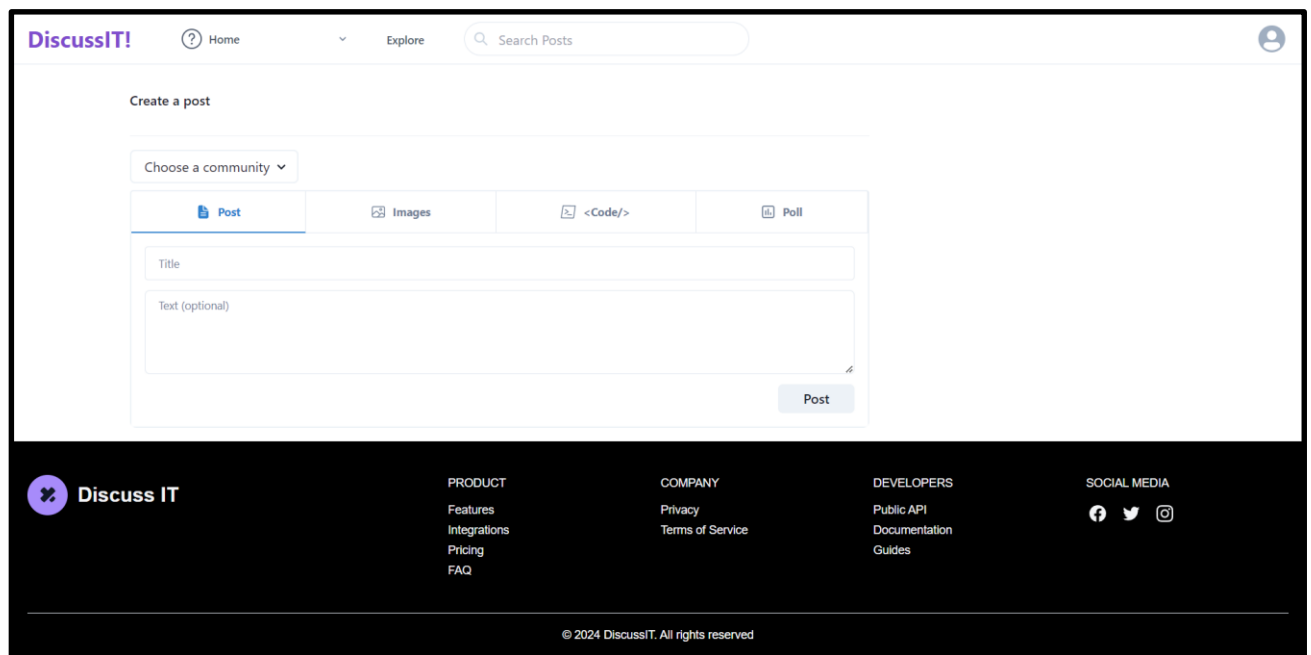 DiscussIT! Home Explore Search Posts
Create a post
Choose a community
Post Images <Code/> Poll
Title
Text (optional)
Post
Discuss IT
PRODUCT
Features
Integrations
Pricing
FAQ
COMPANY
Privacy
Terms of Service
DEVELOPERS
Public API
Documentation
Guides
SOCIAL MEDIA
© 2024 DiscussIT. All rights reserved